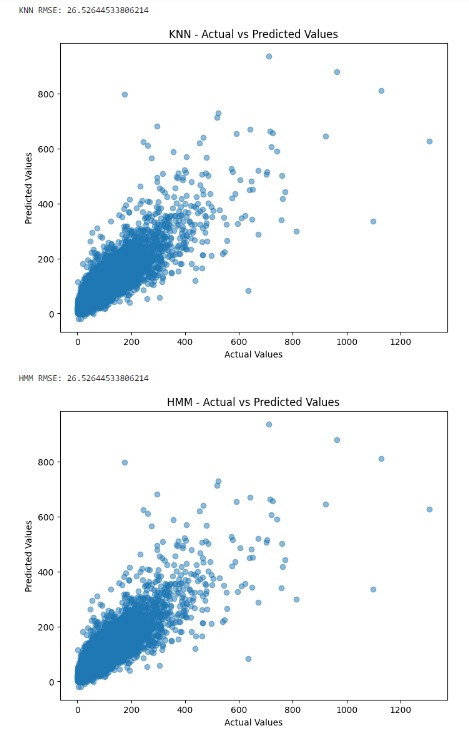 KNN RMSE: 26.52644533806214
KNN - Actual vs Predicted Values
800
600
400
200
0
Predicted Values
0 200 400 600 800 1000 1200
Actual Values
HMM RMSE: 26.52644533806214
HMM - Actual vs Predicted Values
800
600
400
200
0
Predicted Values
0 200 400 600 800 1000 1200
Actual Values